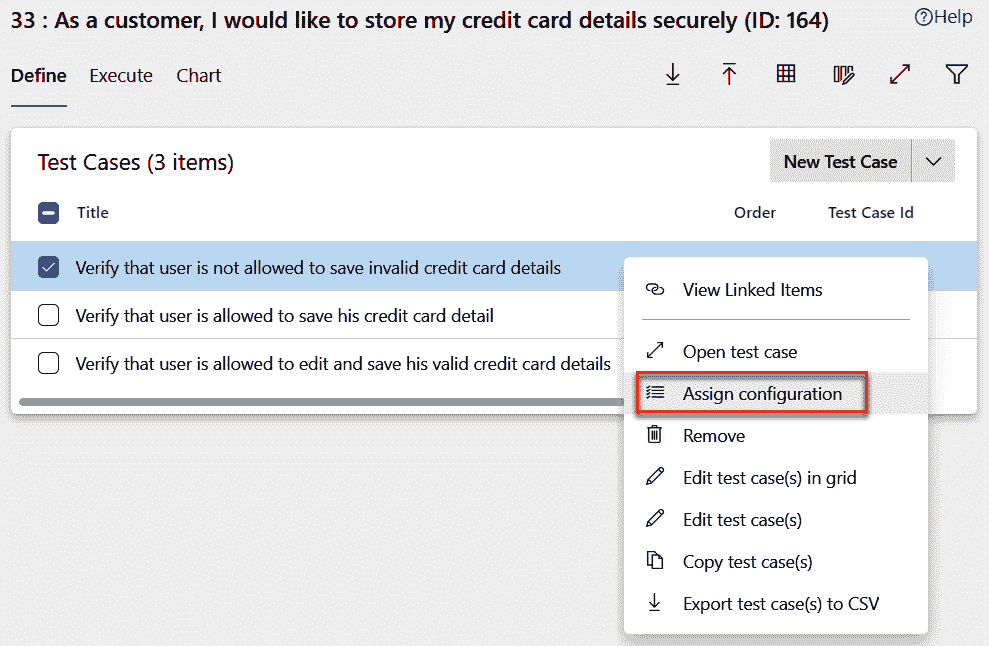 33 : As a customer, I would like to store my credit card details securely (ID: 164)
Help
Define Execute Chart
Test Cases (3 items)
New Test Case
Title Order Test Case Id
Verify that user is not allowed to save invalid credit card details
Verify that user is allowed to save his credit card detail
Verify that user is allowed to edit and save his valid credit card details
View Linked Items
Open test case
Assign configuration
Remove
Edit test case(s) in grid
Edit test case(s)
Copy test case(s)
Export test case(s) to CSV